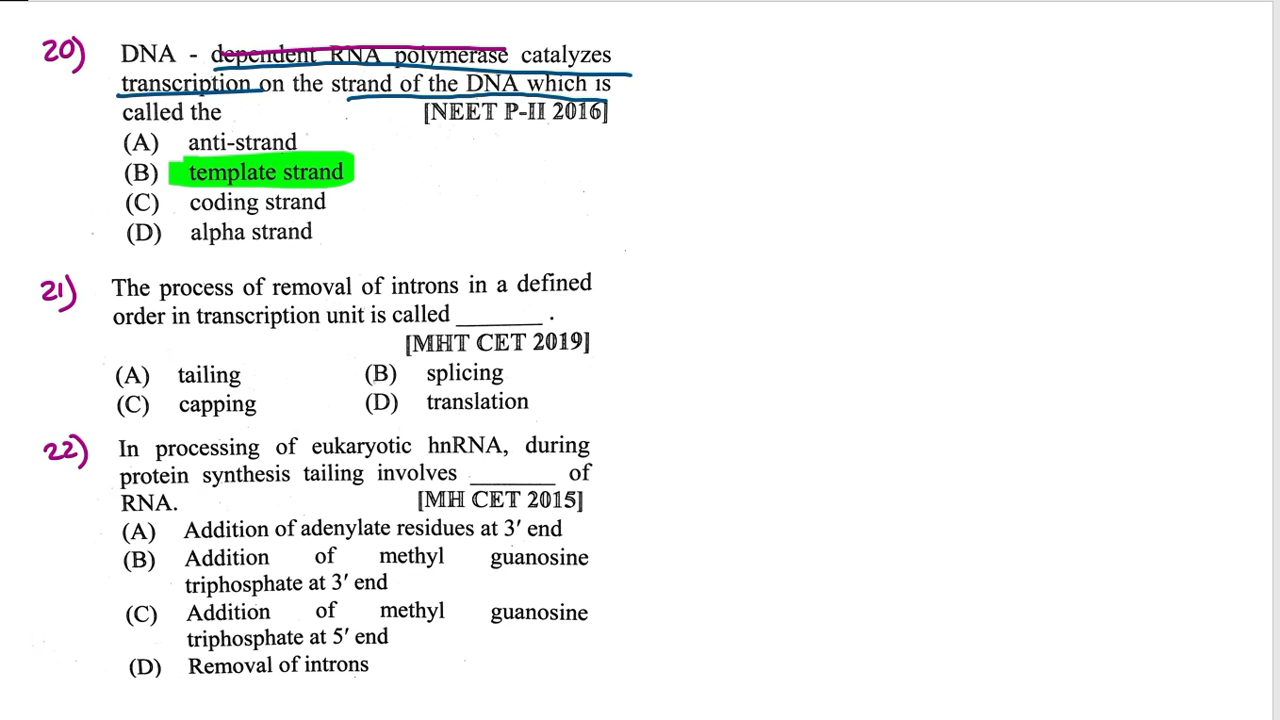 20) DNA - dependent RNA polymerase catalyzes
transcription on the strand of the DNA which is
called the [NEET P-II 2016]
(A) anti-strand
(B) template strand
(C) coding strand
(D) alpha strand
21) The process of removal of introns in a defined
order in transcription unit is called ________ .
[MHT CET 2019]
(A) tailing (B) splicing
(C) capping (D) translation
22) In processing of eukaryotic hnRNA, during
protein synthesis tailing involves ________ of
RNA. [MH CET 2015]
(A) Addition of adenylate residues at 3′ end
(B) Addition of methyl guanosine
triphosphate at 3′ end
(C) Addition of methyl guanosine
triphosphate at 5′ end
(D) Removal of introns